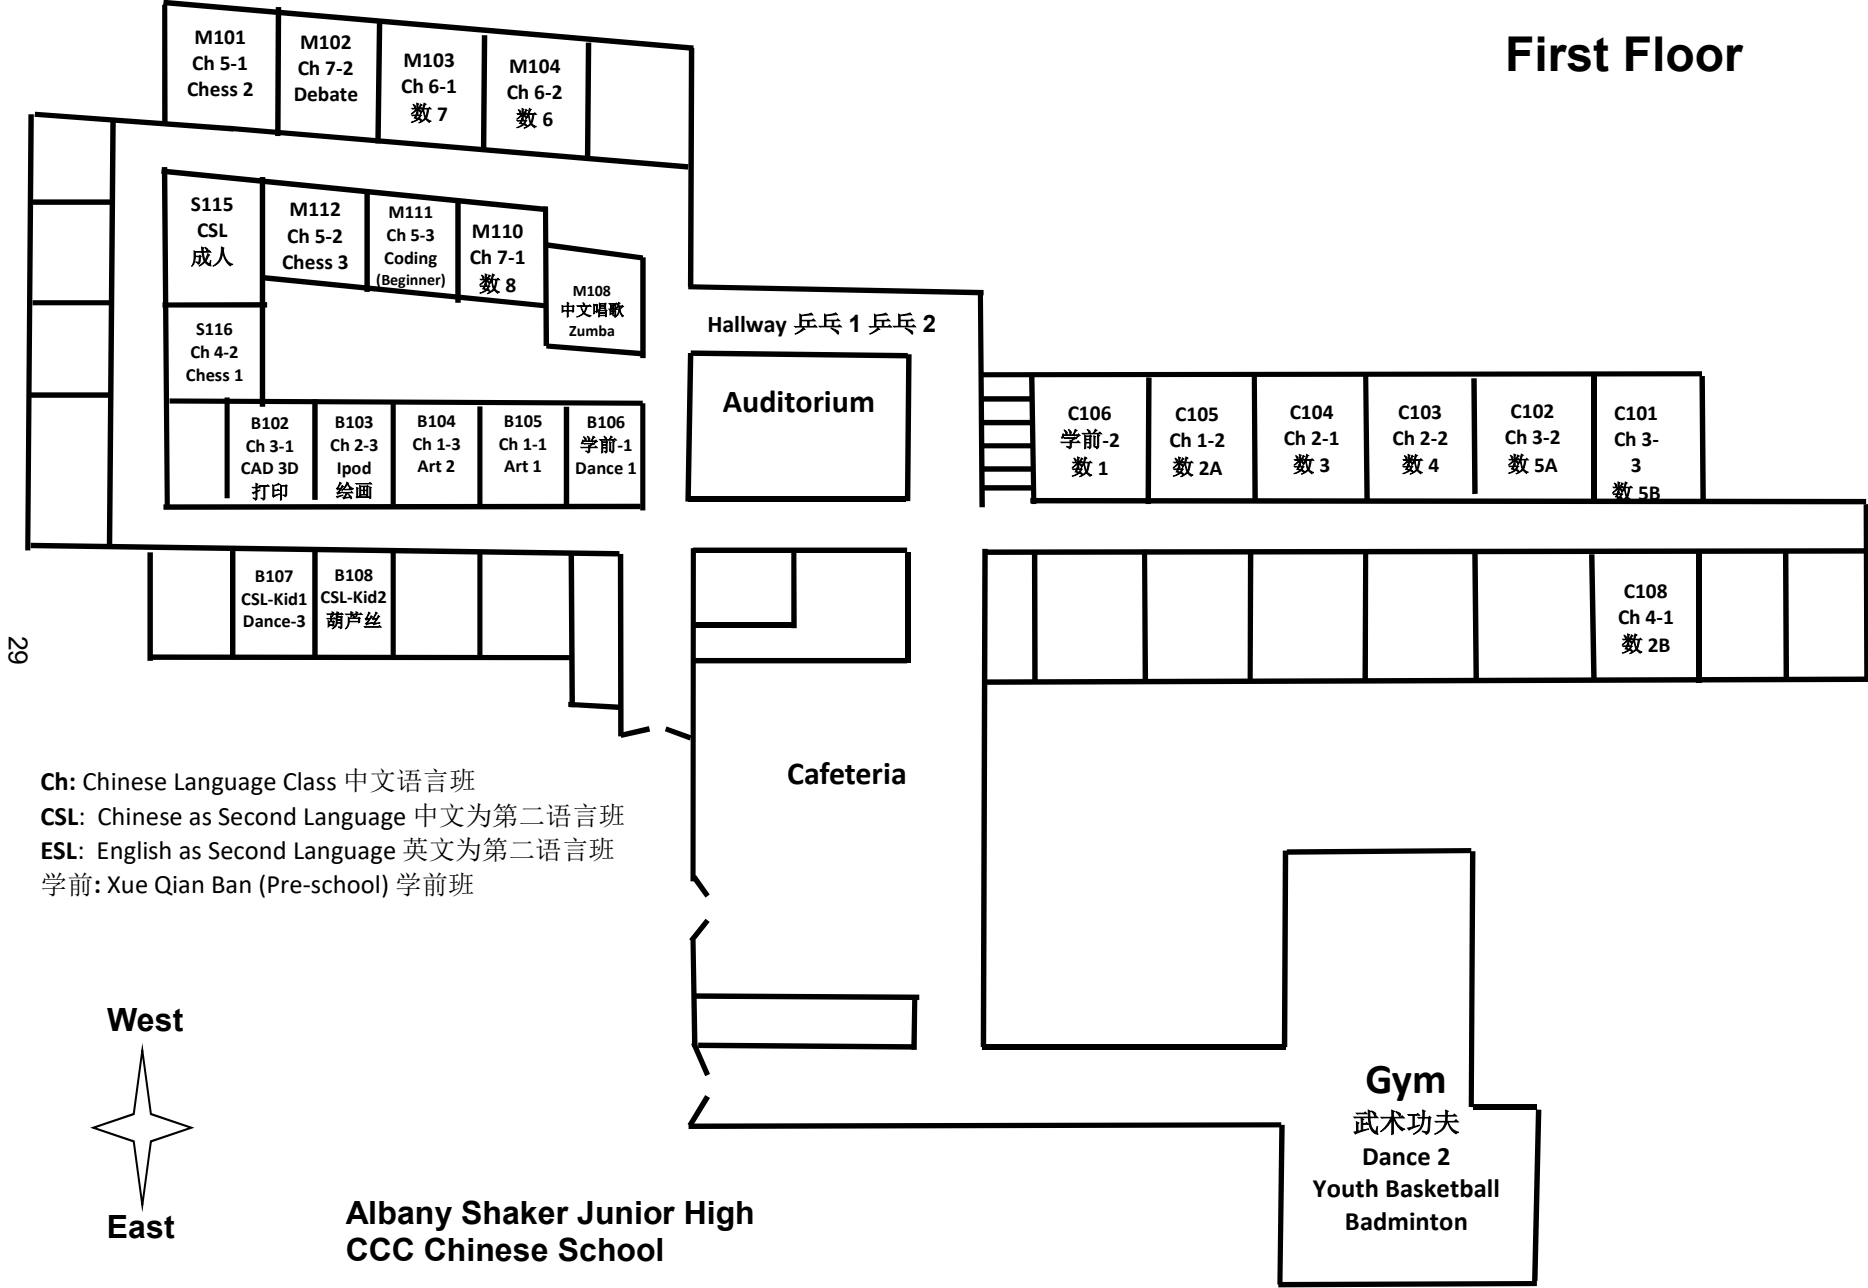 First Floor
M101
Ch 5-1
Chess 2
M102
Ch 7-2
Debate
M103
Ch 6-1
数 7
M104
Ch 6-2
数 6
S115
CSL
成人
M112
Ch 5-2
Chess 3
M111
Ch 5-3
Coding
(Beginner)
M110
Ch 7-1
数 8
M108
中文唱歌
Zumba
Hallway 乒乓 1 乒乓 2
S116
Ch 4-2
Chess 1
Auditorium
B102
Ch 3-1
CAD 3D
打印
B103
Ch 2-3
Ipod
绘画
B104
Ch 1-3
Art 2
B105
Ch 1-1
Art 1
B106
学前-1
Dance 1
C106
学前-2
数 1
C105
Ch 1-2
数 2A
C104
Ch 2-1
数 3
C103
Ch 2-2
数 4
C102
Ch 3-2
数 5A
C101
Ch 3-
3
数 5B
B107
CSL-Kid1
Dance-3
B108
CSL-Kid2
葫芦丝
C108
Ch 4-1
数 2B
29
Cafeteria
Ch: Chinese Language Class 中文语言班
CSL: Chinese as Second Language 中文为第二语言班
ESL: English as Second Language 英文为第二语言班
学前: Xue Qian Ban (Pre-school) 学前班
West
East
Gym
武术功夫
Dance 2
Youth Basketball
Badminton
Albany Shaker Junior High
CCC Chinese School